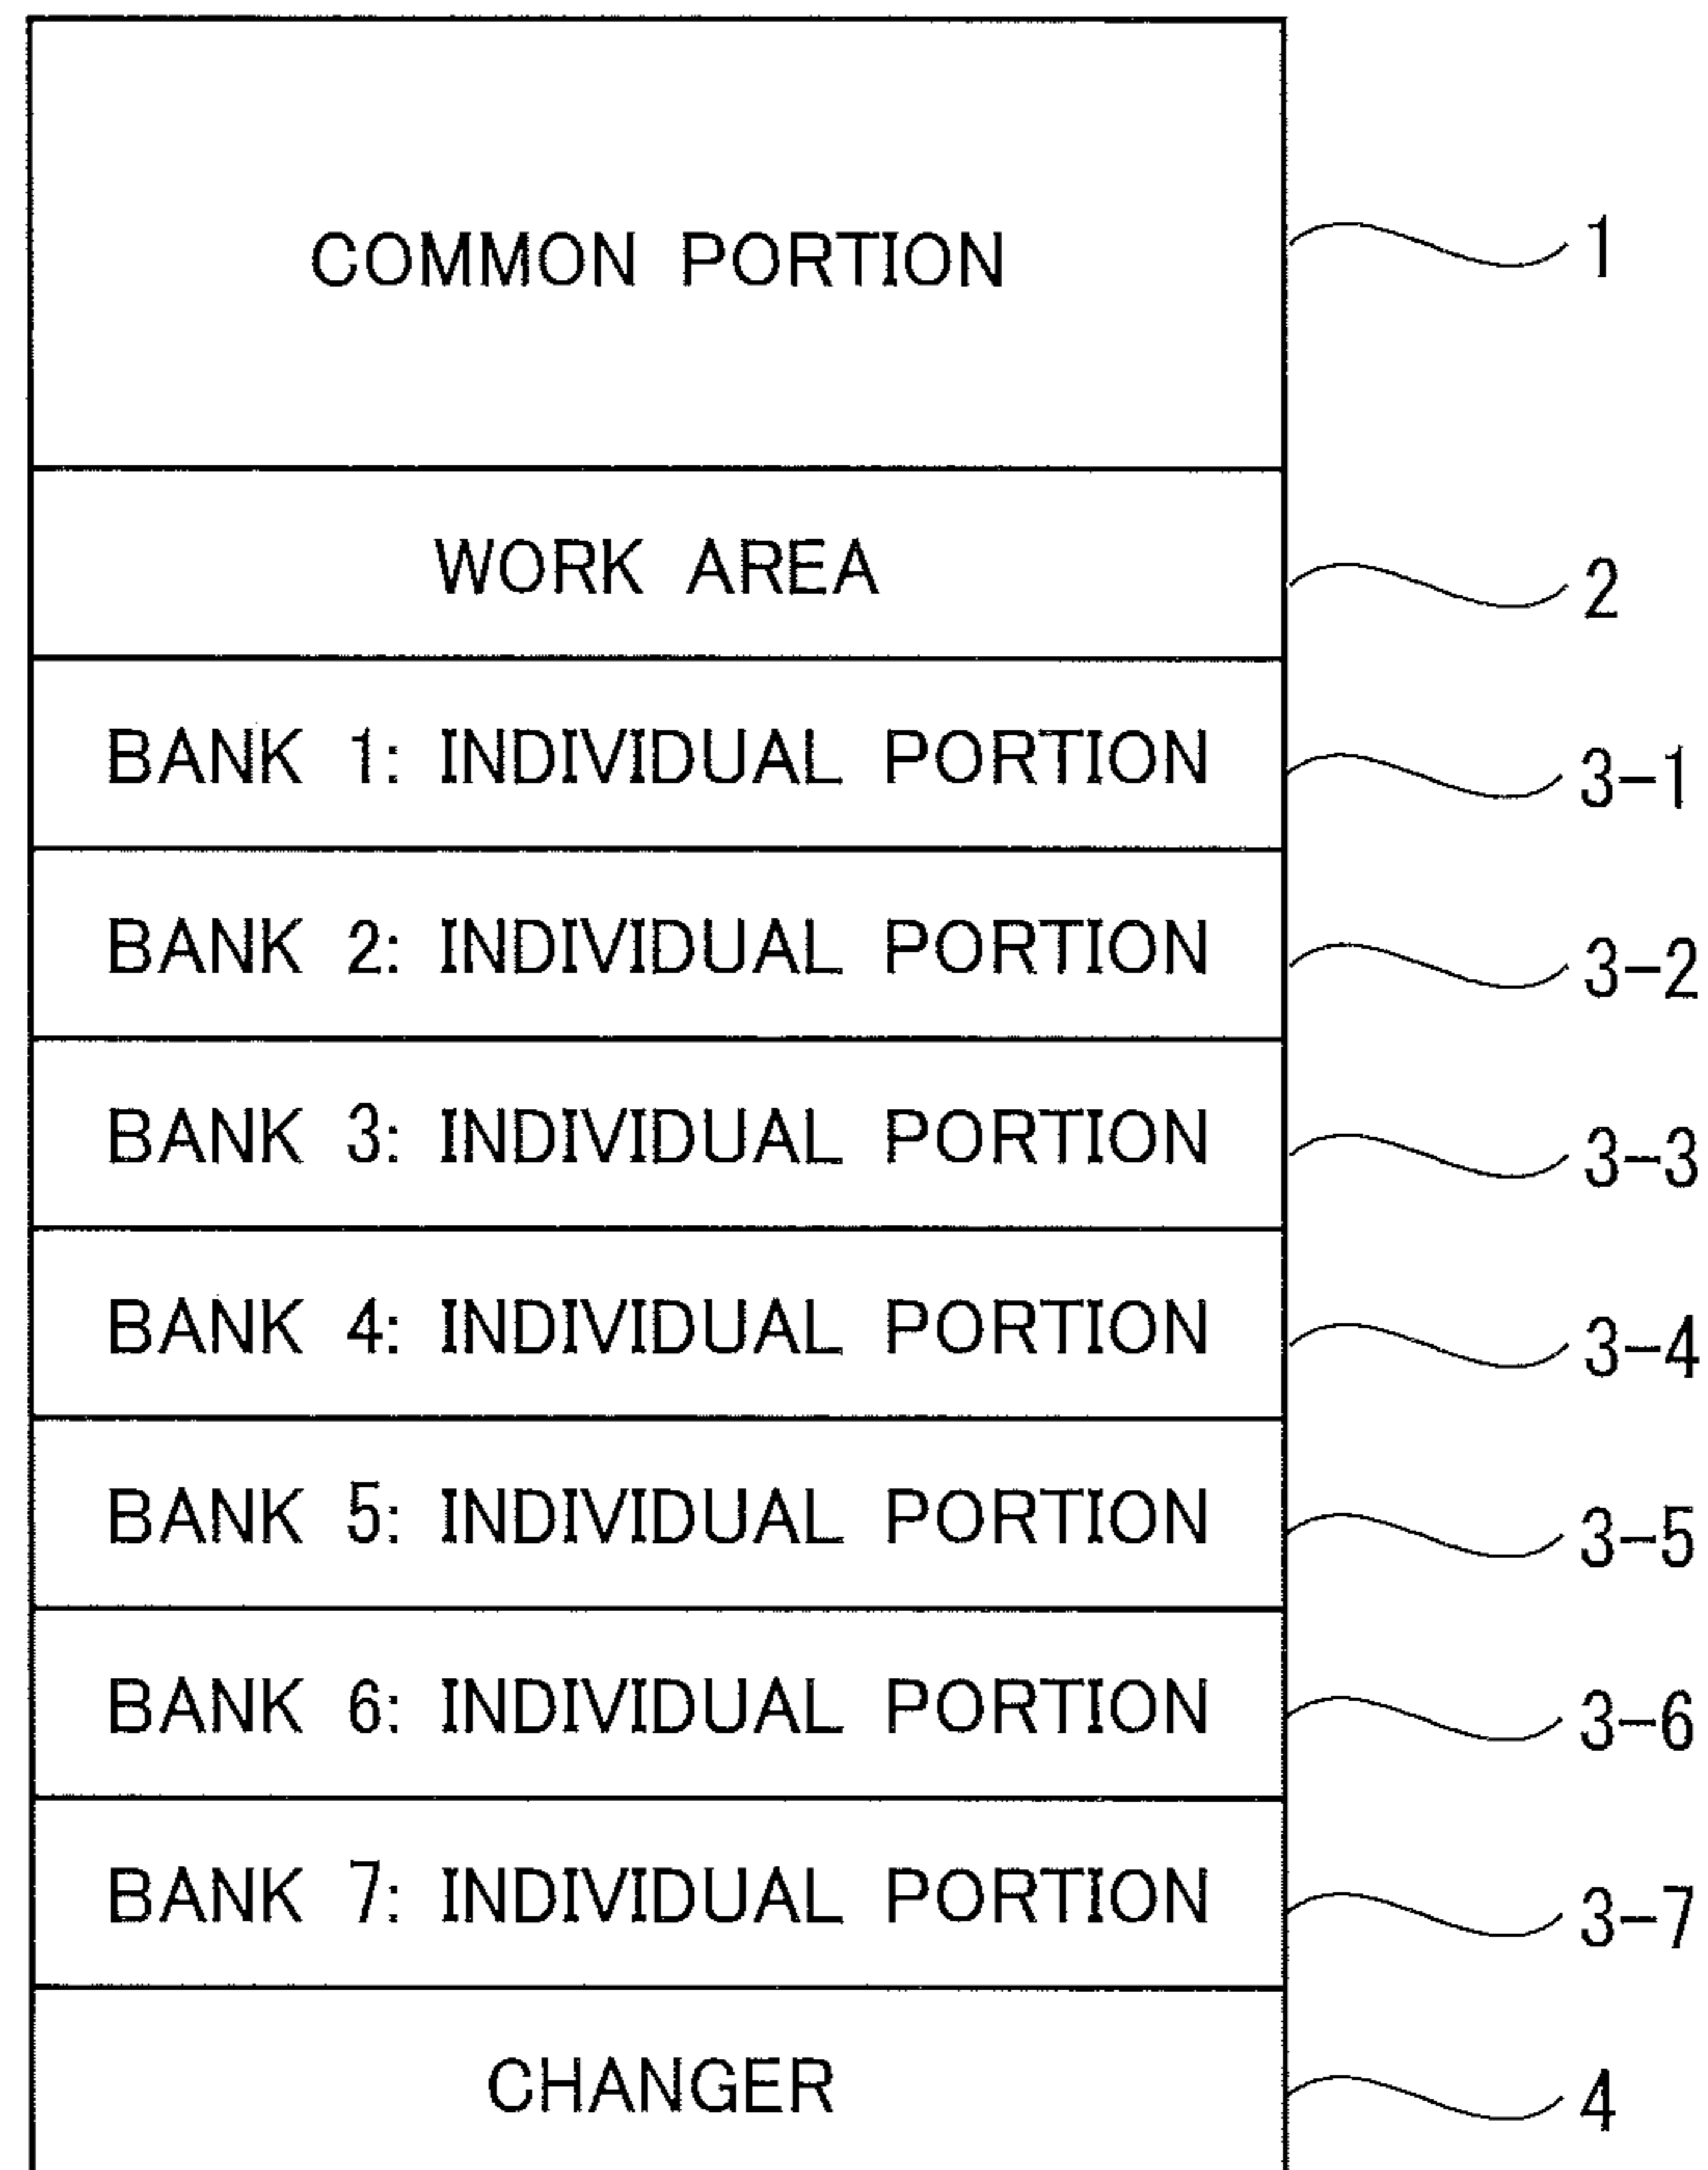 COMMON PORTION 1
WORK AREA 2
BANK 1: INDIVIDUAL PORTION 3-1
BANK 2: INDIVIDUAL PORTION 3-2
BANK 3: INDIVIDUAL PORTION 3-3
BANK 4: INDIVIDUAL PORTION 3-4
BANK 5: INDIVIDUAL PORTION 3-5
BANK 6: INDIVIDUAL PORTION 3-6
BANK 7: INDIVIDUAL PORTION 3-7
CHANGER 4